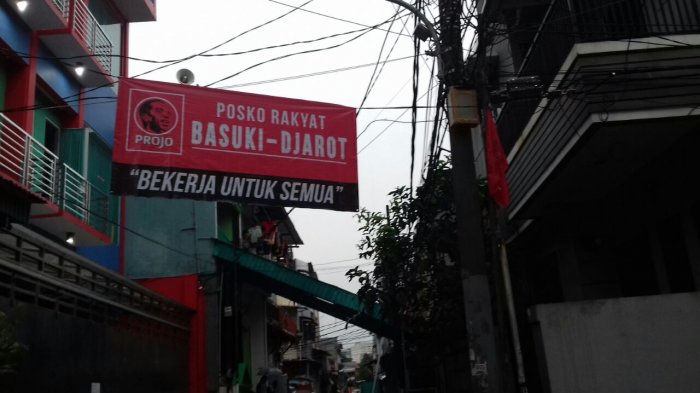 PROJO
POSKO RAKYAT
BASUKI-DJAROT
"BEKERJA UNTUK SEMUA"